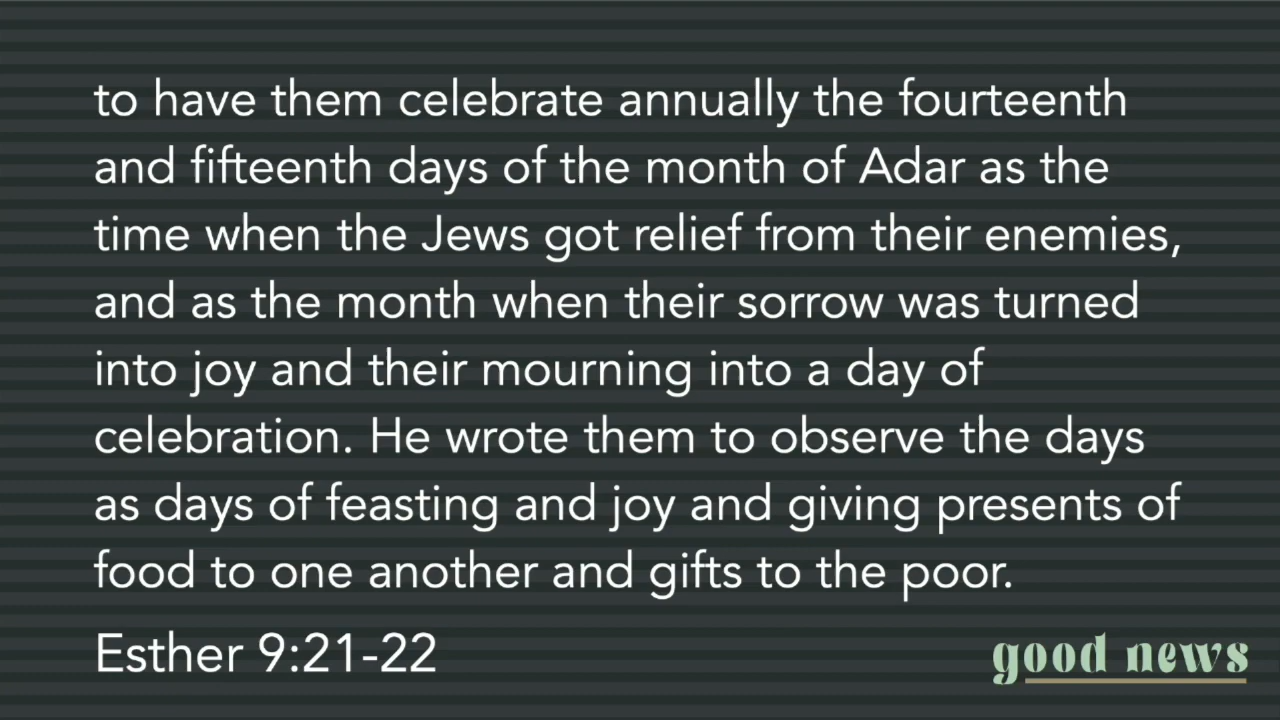 to have them celebrate annually the fourteenth
and fifteenth days of the month of Adar as the
time when the Jews got relief from their enemies,
and as the month when their sorrow was turned
into joy and their mourning into a day of
celebration. He wrote them to observe the days
as days of feasting and joy and giving presents of
food to one another and gifts to the poor.
Esther 9:21-22
good news